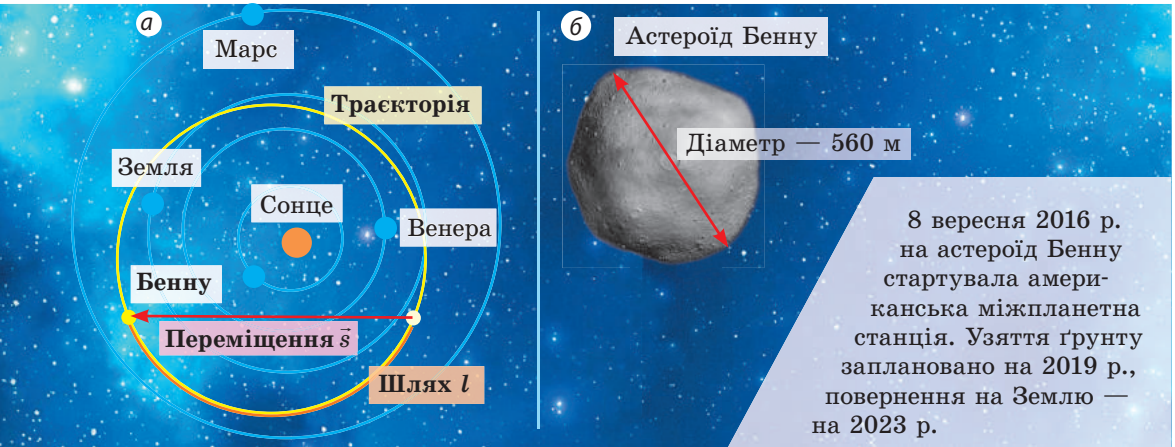 а
Марс
Траєкторія
Земля
Сонце
Венера
Бенну
Переміщення s⃗
Шлях l
б
Астероїд Бенну
Діаметр — 560 м
8 вересня 2016 р.
на астероїд Бенну
стартувала амери-
канська міжпланетна
станція. Узяття ґрунту
заплановано на 2019 р.,
повернення на Землю —
на 2023 р.